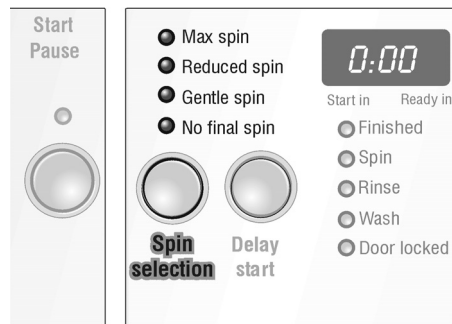 Start
Pause
Max spin
Reduced spin
Gentle spin
No final spin
Spin
selection
Delay
start
0:00
Start in Ready in
Finished
Spin
Rinse
Wash
Door locked